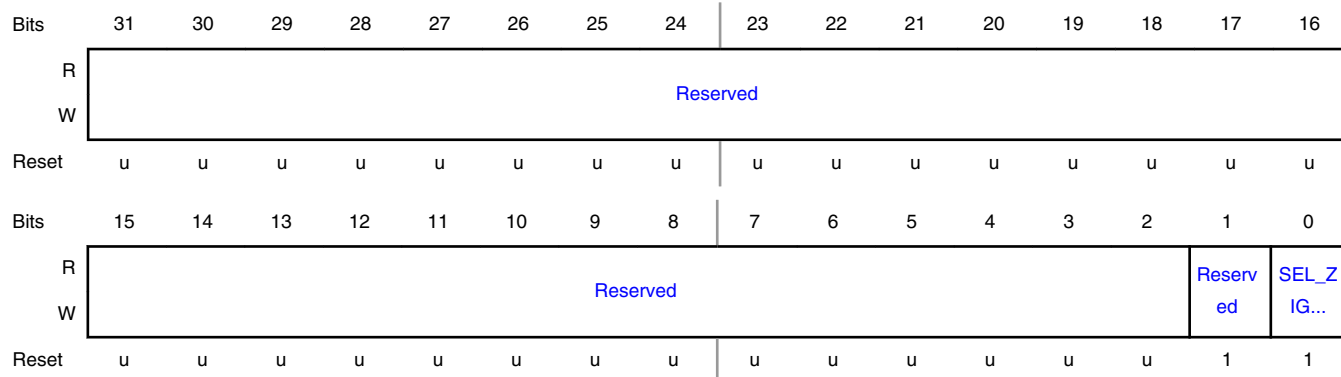 Bits 31 30 29 28 27 26 25 24 23 22 21 20 19 18 17 16
R
Reserved
W
Reset u u u u u u u u u u u u u u u u
Bits 15 14 13 12 11 10 9 8 7 6 5 4 3 2 1 0
R Reserv SEL_Z
Reserved
W ed IG...
Reset u u u u u u u u u u u u u u 1 1